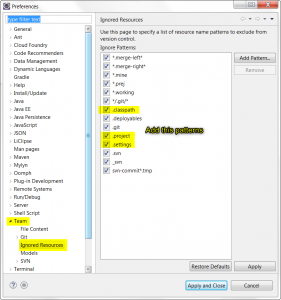 Preferences
type filter text
Ignored Resources
General
Ant
Cloud Foundry
Code Recommenders
Data Management
Dynamic Languages
Gradle
Help
Install/Update
Java
Java EE
Java Persistence
JavaScript
JSON
LiClipse
Man pages
Maven
Mylyn
Oomph
Plug-in Development
Remote Systems
Run/Debug
Server
Shell Script
Team
File Content
Git
Ignored Resources
Models
SVN
Terminal
Use this page to specify a list of resource name patterns to exclude from
version control.
Ignore Patterns:
*.merge-left*
*.merge-right*
*.mine
*.prej
*.working
*/.git/*
.classpath
.deployables
.git
.project
.settings
.svn
_svn
svn-commit*.tmp
Add this patterns
Add Pattern...
Remove
Restore Defaults
Apply
Apply and Close
Cancel